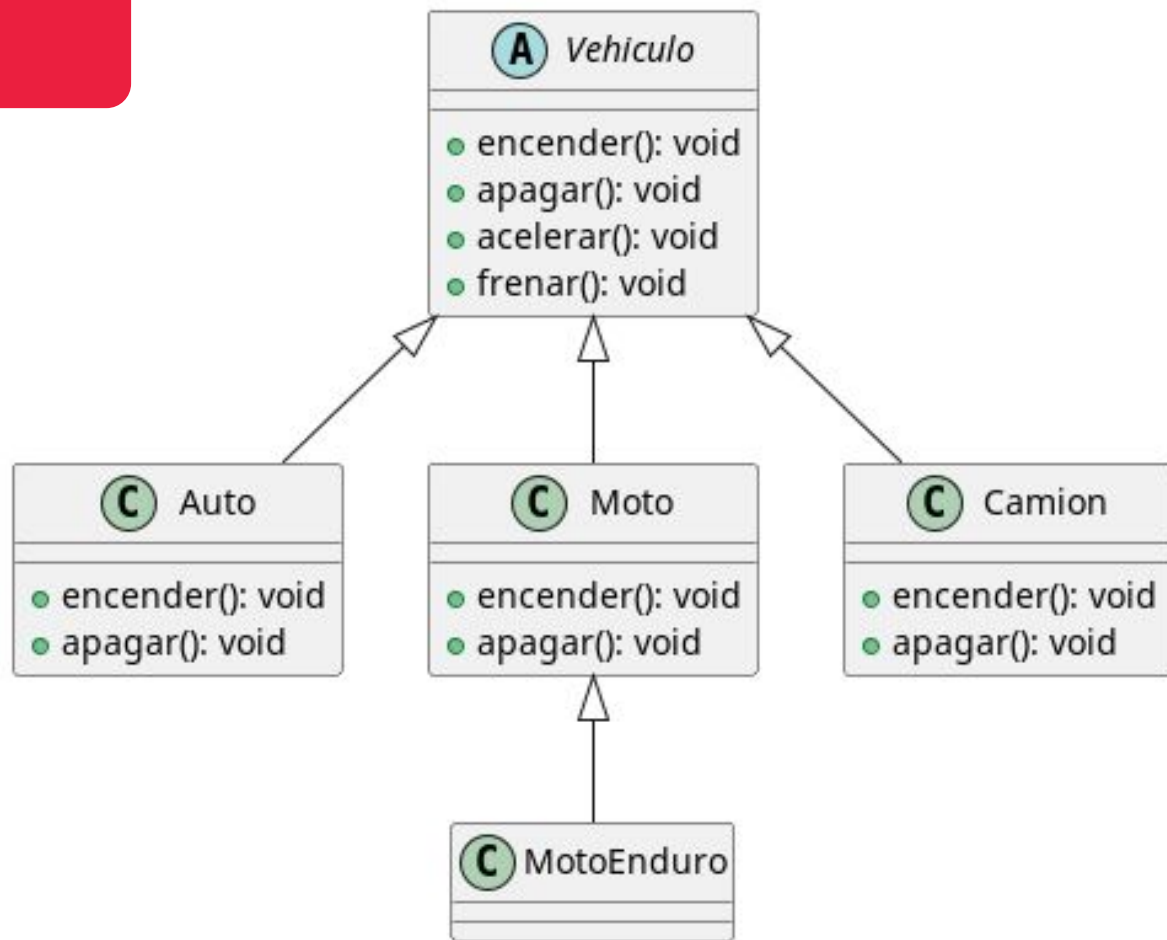 A Vehiculo
encender(): void
apagar(): void
acelerar(): void
frenar(): void
C Auto
encender(): void
apagar(): void
C Moto
encender(): void
apagar(): void
C Camion
encender(): void
apagar(): void
C MotoEnduro